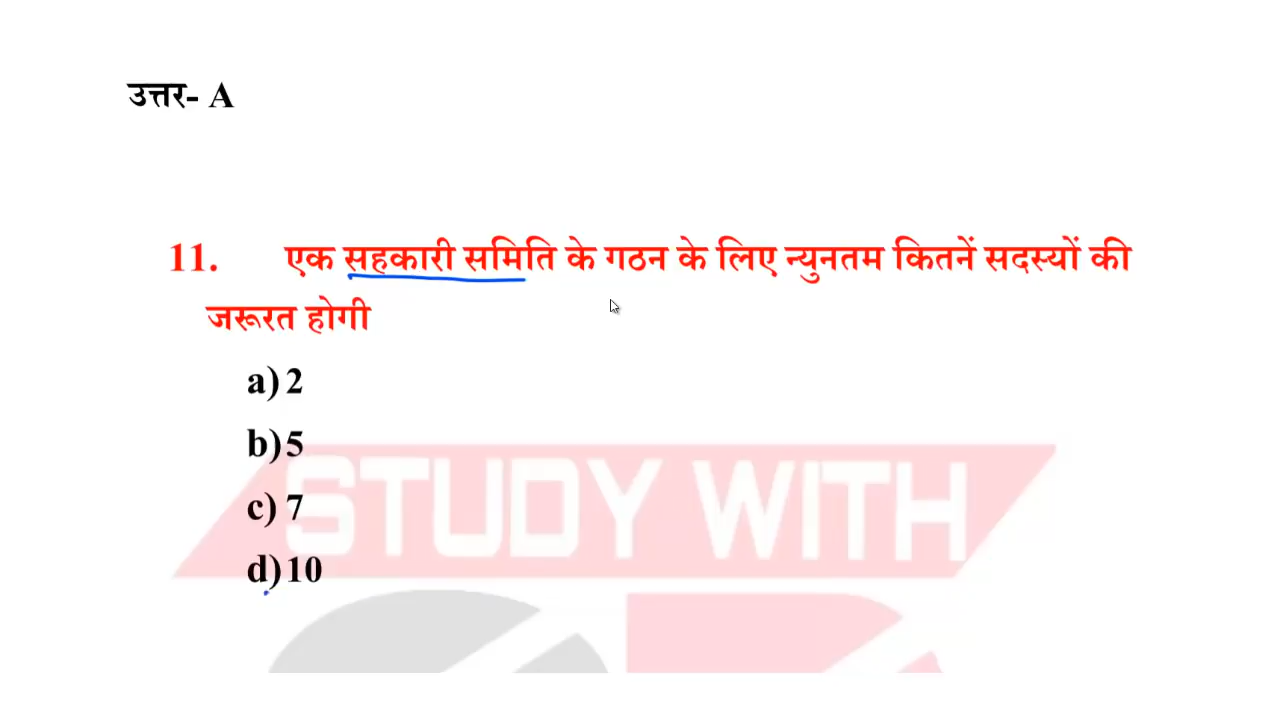 उत्तर- A
11. एक सहकारी समिति के गठन के लिए न्युनतम कितनें सदस्यों की
जरूरत होगी
a) 2
b) 5
c) 7
d) 10
STUDY WITH